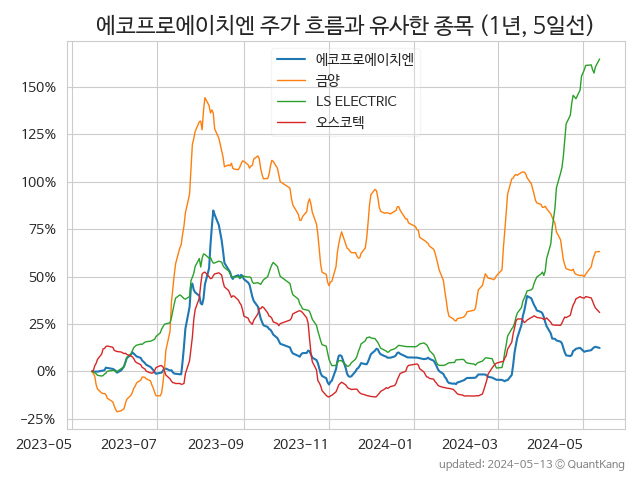 에코프로에이치엔 주가 흐름과 유사한 종목 (1년, 5일선)
에코프로에이치엔
금양
LS ELECTRIC
오스코텍
150%
125%
100%
75%
50%
25%
0%
−25%
2023-05 2023-07 2023-09 2023-11 2024-01 2024-03 2024-05
updated: 2024-05-13 ⓒ QuantKang